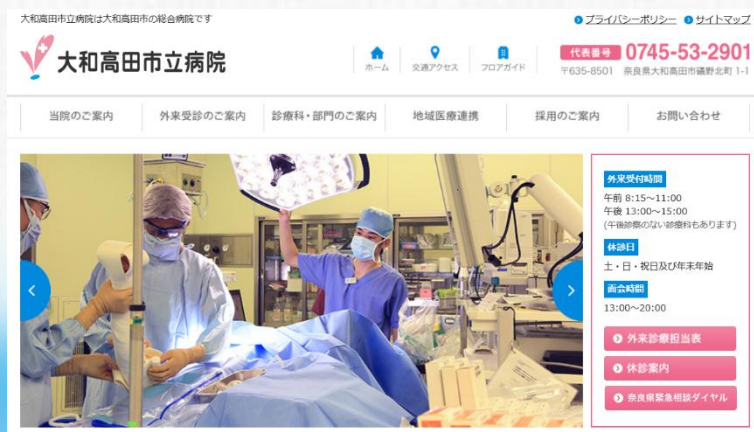 大和高田市立病院は大和高田市の総合病院です
プライバシーポリシー サイトマップ
大和高田市立病院
ホーム 交通アクセス フロアガイド
代表番号 0745-53-2901
〒635-8501 奈良県大和高田市礒野北町 1-1
当院のご案内 外来受診のご案内 診療科・部門のご案内 地域医療連携 採用のご案内 お問い合わせ
外来受付時間
午前 8:15～11:00
午後 13:00～15:00
(午後診察のない診療科もあります)
休診日
土・日・祝日及び年末年始
面会時間
13:00～20:00
外来診療担当表
休診案内
奈良県緊急相談ダイヤル